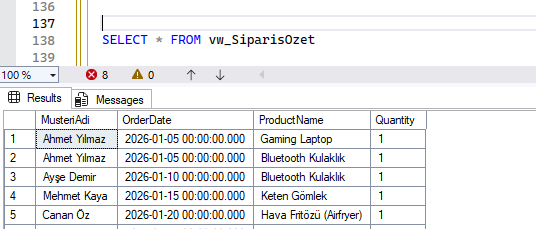 136
137
138 SELECT * FROM vw_SiparisOzet
139
100 % 8 0
Results Messages
MusteriAdi OrderDate ProductName Quantity
1 Ahmet Yılmaz 2026-01-05 00:00:00.000 Gaming Laptop 1
2 Ahmet Yılmaz 2026-01-05 00:00:00.000 Bluetooth Kulaklık 1
3 Ayşe Demir 2026-01-10 00:00:00.000 Bluetooth Kulaklık 1
4 Mehmet Kaya 2026-01-15 00:00:00.000 Keten Gömlek 1
5 Canan Öz 2026-01-20 00:00:00.000 Hava Fritözü (Airfryer) 1